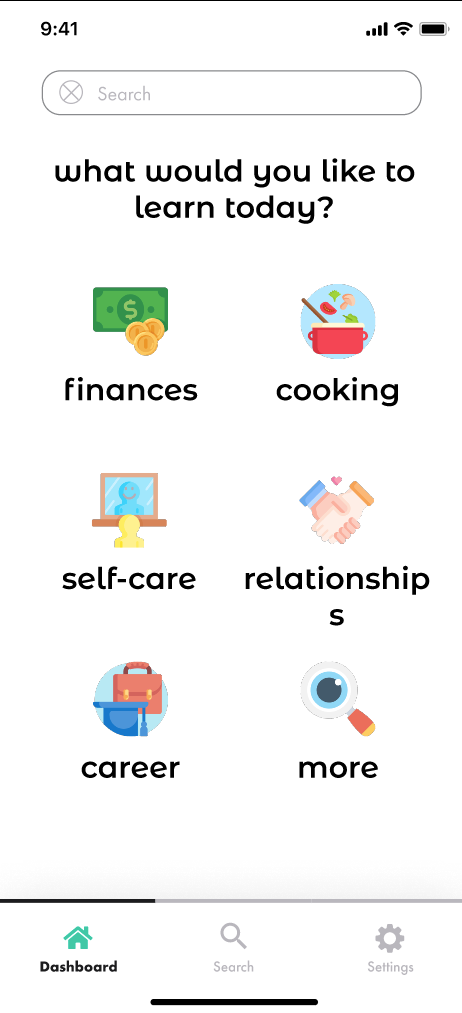 9:41
Search
what would you like to
learn today?
finances
cooking
self-care
relationship
s
career
more
Dashboard
Search
Settings